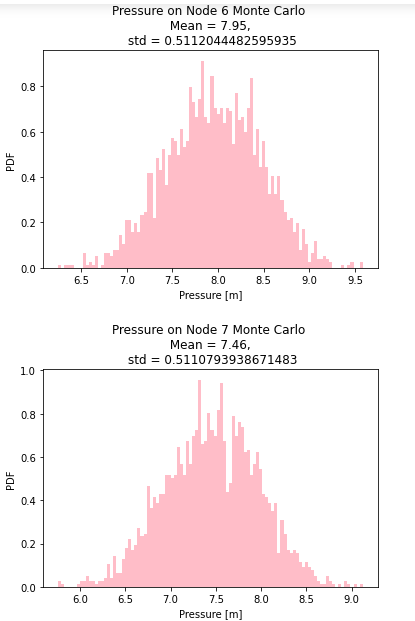 Pressure on Node 6 Monte Carlo
Mean = 7.95,
std = 0.5112044482595935
0.8
0.6
0.4
0.2
0.0
PDF
6.5 7.0 7.5 8.0 8.5 9.0 9.5
Pressure [m]
Pressure on Node 7 Monte Carlo
Mean = 7.46,
std = 0.5110793938671483
1.0
0.8
0.6
0.4
0.2
0.0
PDF
6.0 6.5 7.0 7.5 8.0 8.5 9.0
Pressure [m]